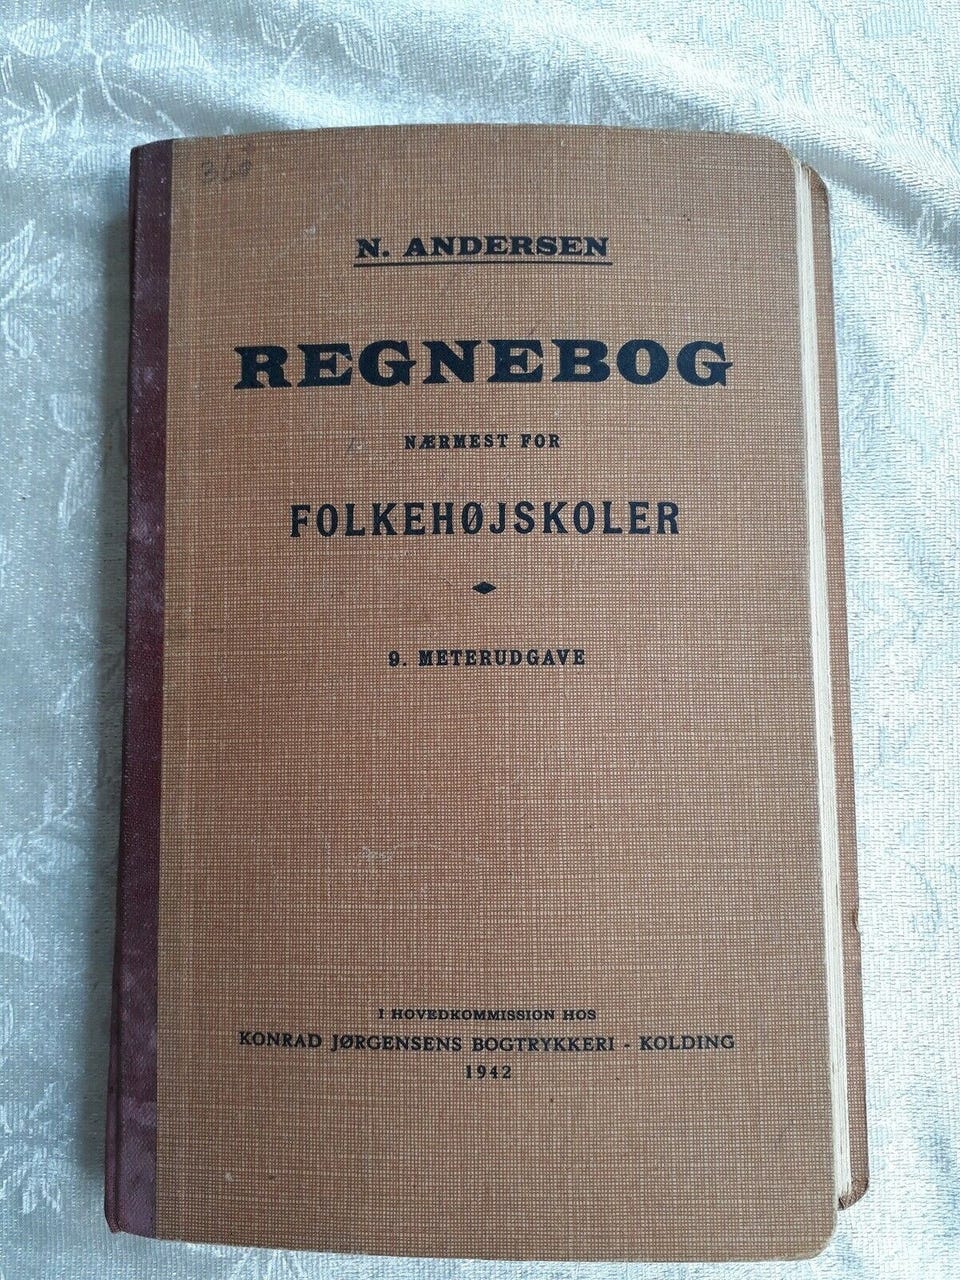 N. ANDERSEN
REGNEBOG
NÆRMEST FOR
FOLKEHØJSKOLER
9. METERUDGAVE
I HOVEDKOMMISSION HOS
KONRAD JØRGENSENS BOGTRYKKERI - KOLDING
1942